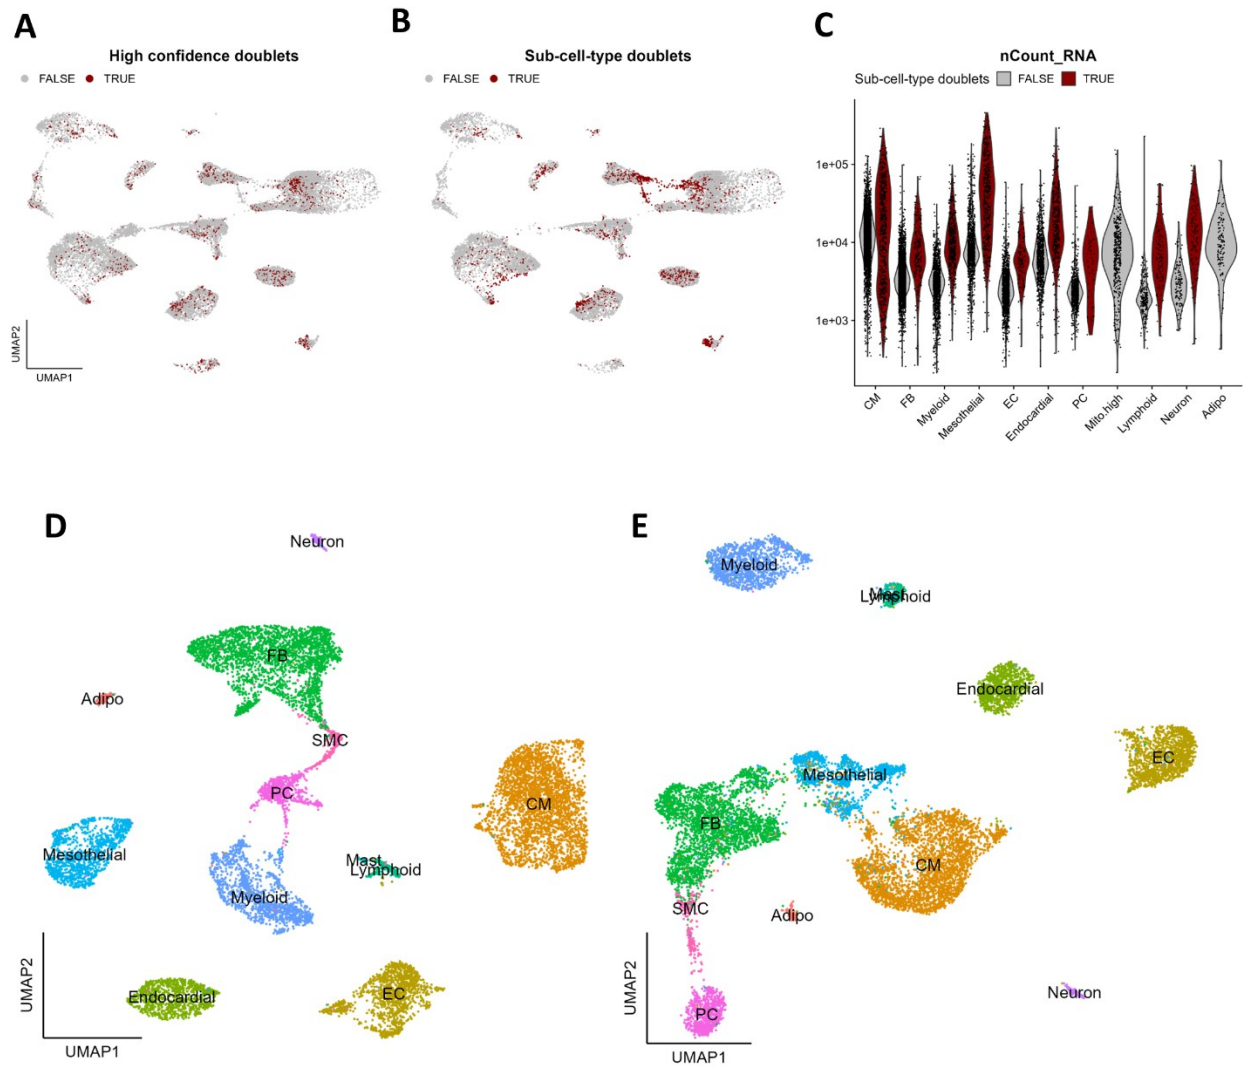 A
High confidence doublets
FALSE TRUE
UMAP2
UMAP1
B
Sub-cell-type doublets
FALSE TRUE
C
nCount_RNA
Sub-cell-type doublets FALSE TRUE
1e+05
1e+04
1e+03
CM
FB
Myeloid
Mesothelial
EC
Endocardial
PC
Mito.high
Lymphoid
Neuron
Adipo
D
Neuron
FB
Adipo
SMC
PC
CM
Mesothelial
Mast
Lymphoid
Myeloid
Endocardial
EC
UMAP2
UMAP1
E
Myeloid
Mast
Lymphoid
Endocardial
EC
Mesothelial
FB
CM
SMC
Adipo
Neuron
PC
UMAP2
UMAP1